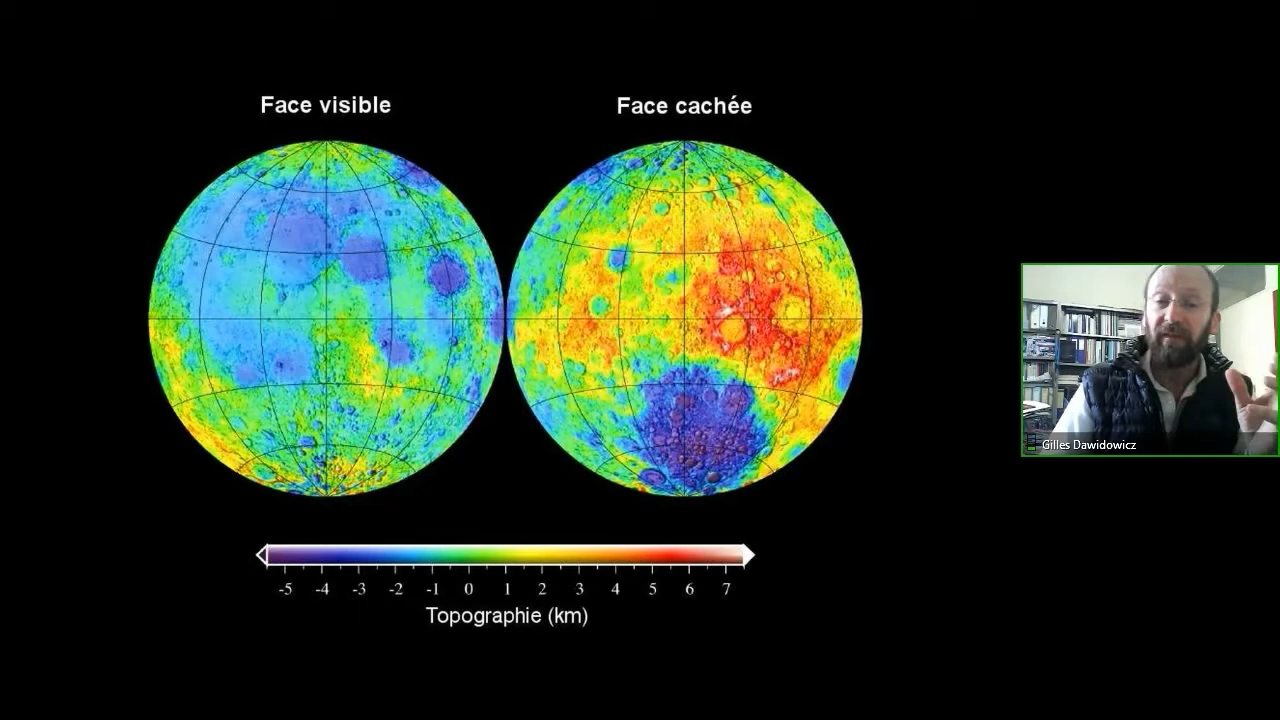 Face visible
Face cachée
-5 -4 -3 -2 -1 0 1 2 3 4 5 6 7
Topographie (km)
Gilles Dawidowicz